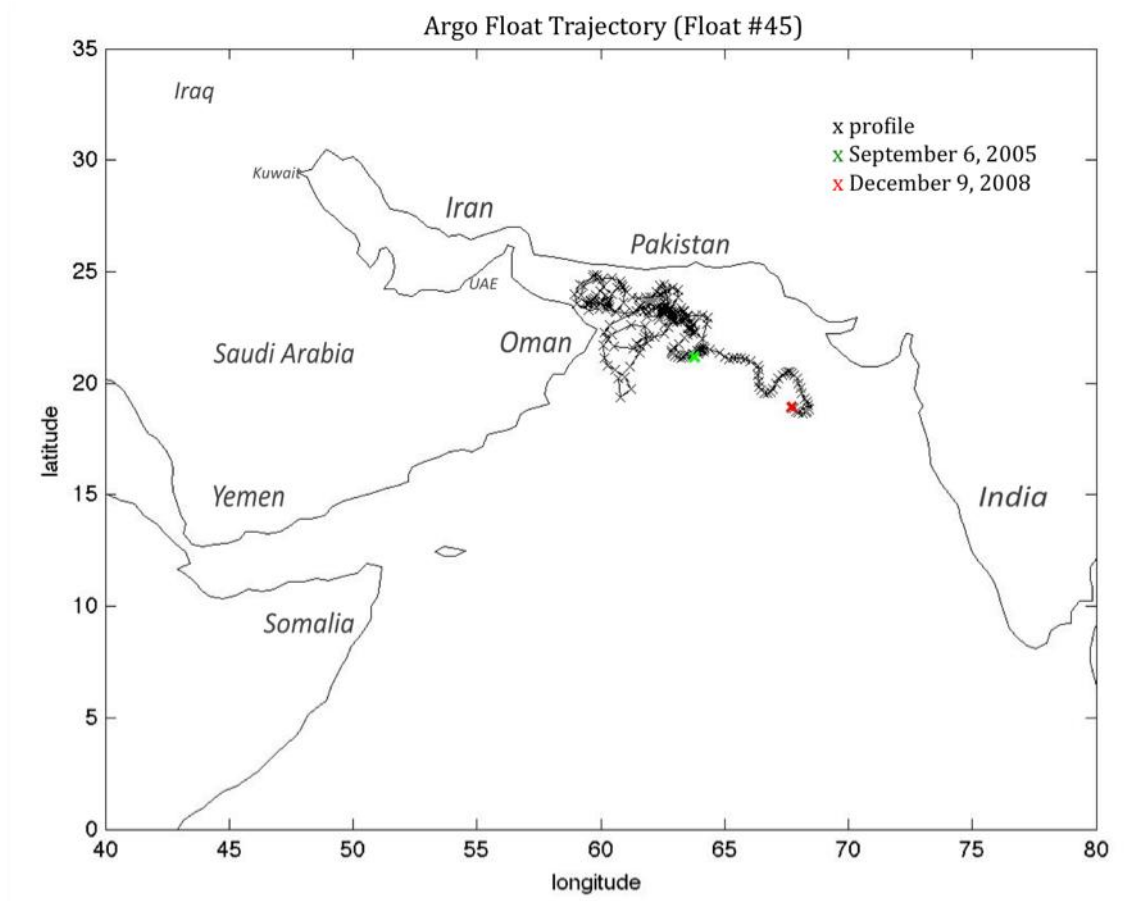 Argo Float Trajectory (Float #45)
35
Iraq
x profile
x September 6, 2005
x December 9, 2008
30
Kuwait
Iran
Pakistan
25
UAE
Oman
Saudi Arabia
20
latitude
15
Yemen
India
10
Somalia
5
0
40 45 50 55 60 65 70 75 80
longitude